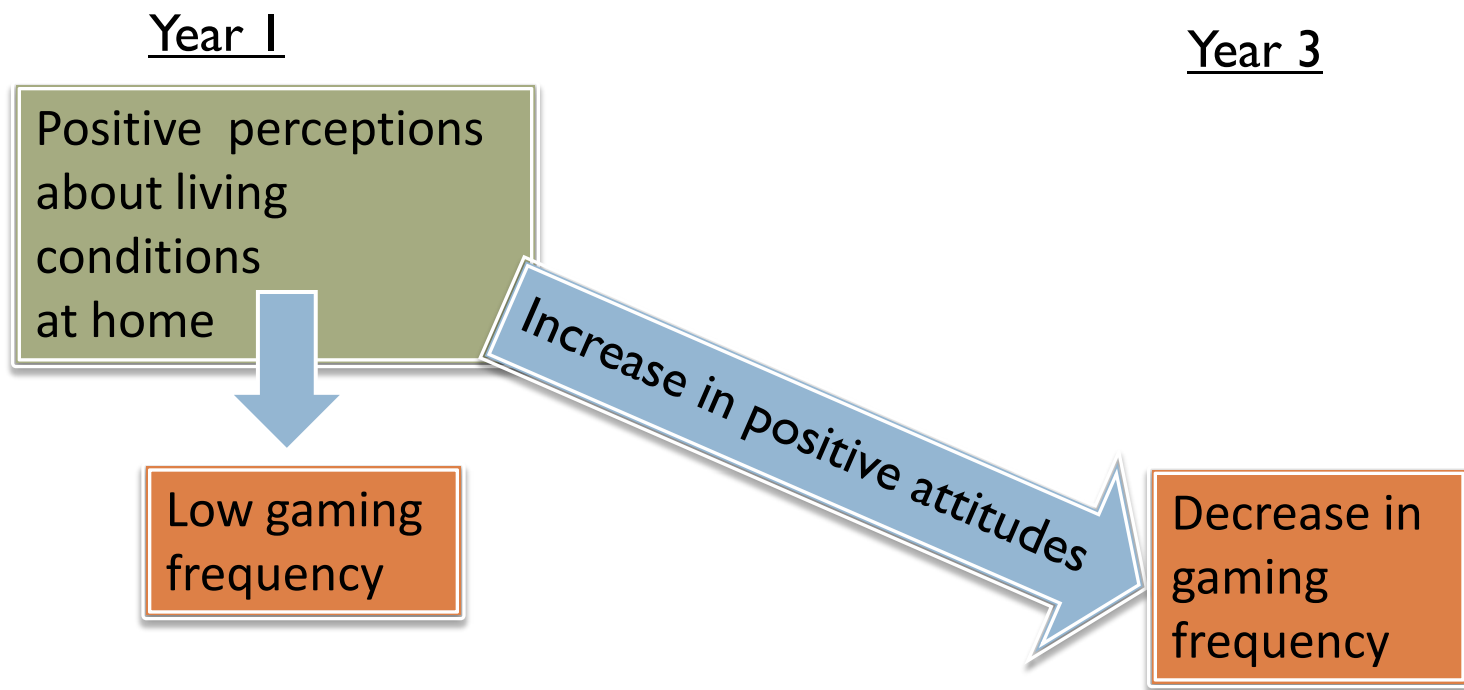 Year 1
Year 3
Positive perceptions
about living
conditions
at home
Increase in positive attitudes
Low gaming
frequency
Decrease in
gaming
frequency